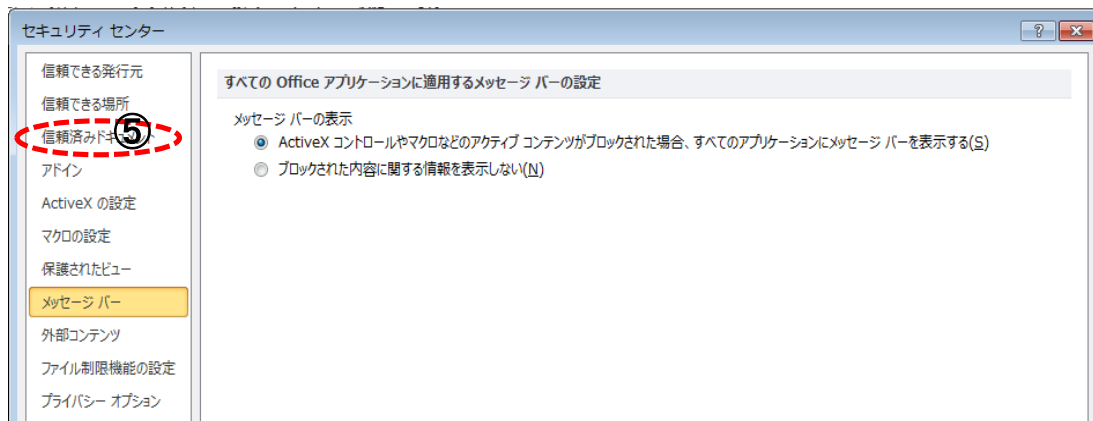 セキュリティ センター
信頼できる発行元
信頼できる場所
信頼済みドキュメント
⑤
アドイン
ActiveX の設定
マクロの設定
保護されたビュー
メッセージ バー
外部コンテンツ
ファイル制限機能の設定
プライバシー オプション
すべての Office アプリケーションに適用するメッセージ バーの設定
メッセージ バーの表示
ActiveX コントロールやマクロなどのアクティブ コンテンツがブロックされた場合、すべてのアプリケーションにメッセージ バーを表示する(S)
ブロックされた内容に関する情報を表示しない(N)